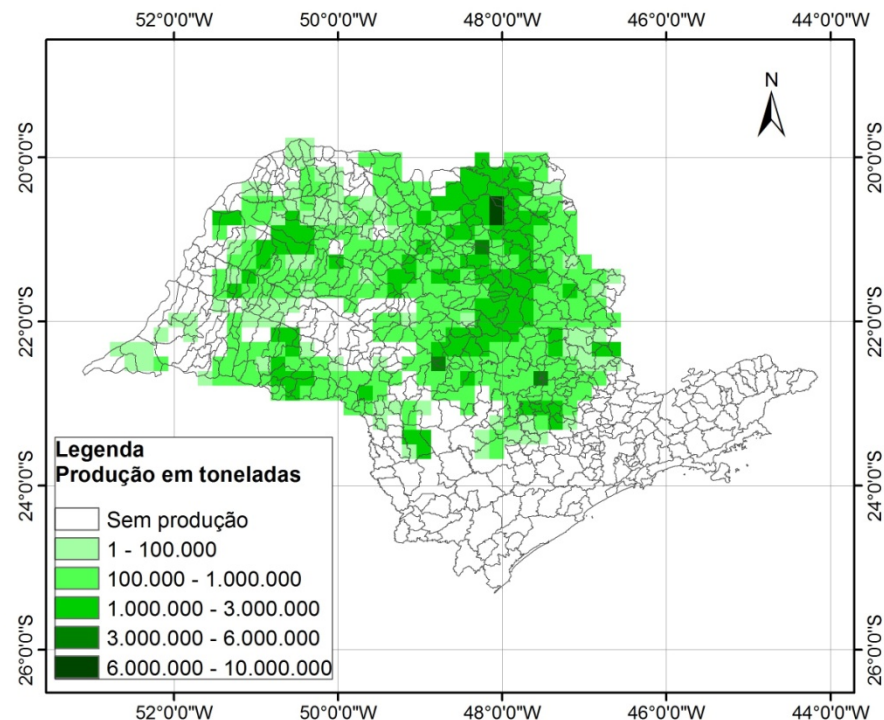 52°0'0"W 50°0'0"W 48°0'0"W 46°0'0"W 44°0'0"W
N
20°0'0"S 20°0'0"S
22°0'0"S 22°0'0"S
24°0'0"S 24°0'0"S
26°0'0"S 26°0'0"S
Legenda
Produção em toneladas
Sem produção
1 - 100.000
100.000 - 1.000.000
1.000.000 - 3.000.000
3.000.000 - 6.000.000
6.000.000 - 10.000.000
52°0'0"W 50°0'0"W 48°0'0"W 46°0'0"W 44°0'0"W